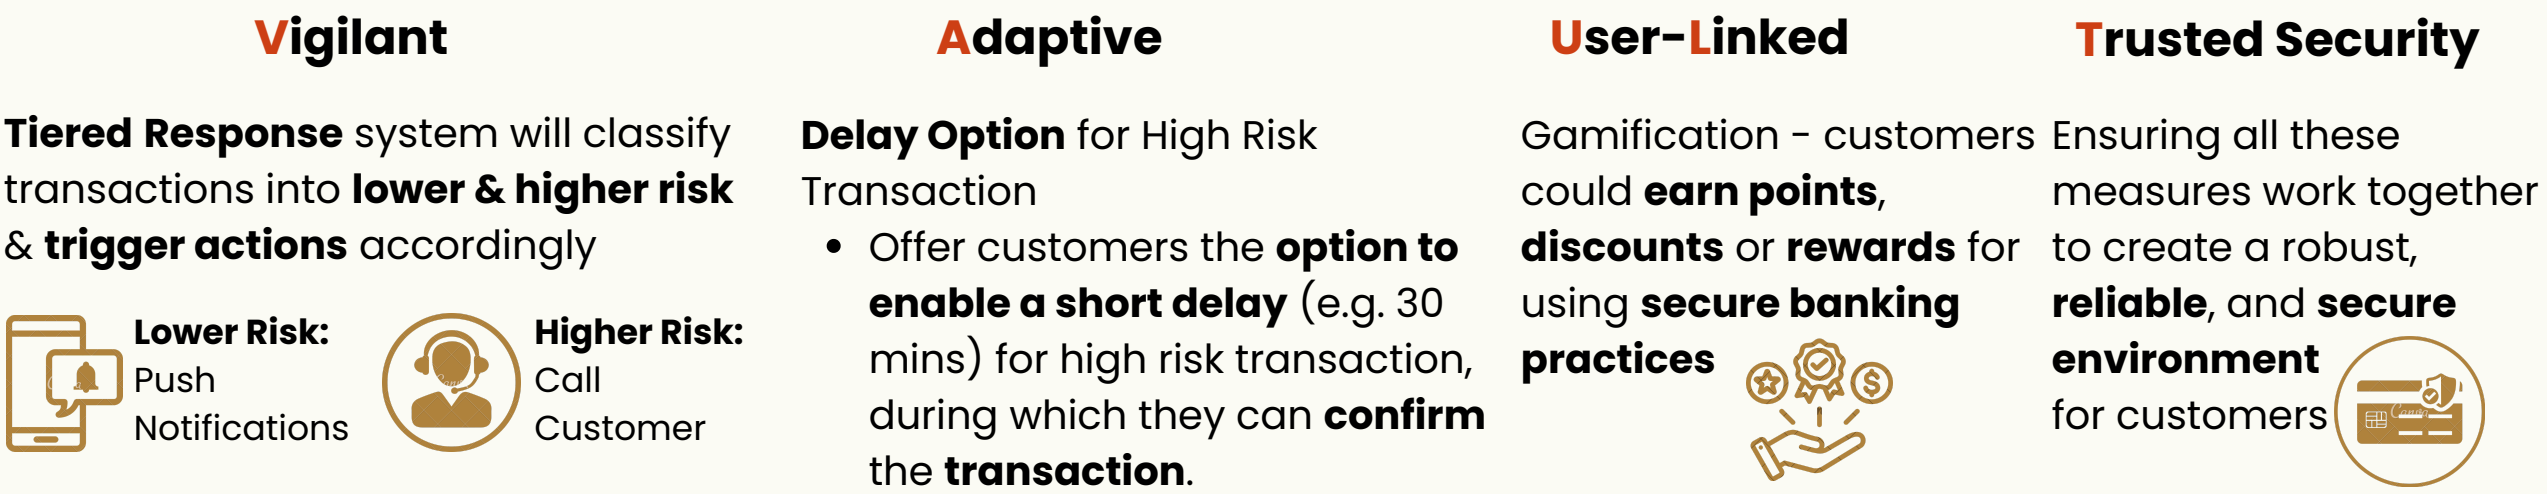 Vigilant
Tiered Response system will classify
transactions into lower & higher risk
& trigger actions accordingly
Lower Risk:
Push
Notifications
Higher Risk:
Call
Customer
Adaptive
Delay Option for High Risk
Transaction
• Offer customers the option to
enable a short delay (e.g. 30
mins) for high risk transaction,
during which they can confirm
the transaction.
User-Linked
Gamification - customers
could earn points,
discounts or rewards for
using secure banking
practices
Trusted Security
Ensuring all these
measures work together
to create a robust,
reliable, and secure
environment
for customers
Canva